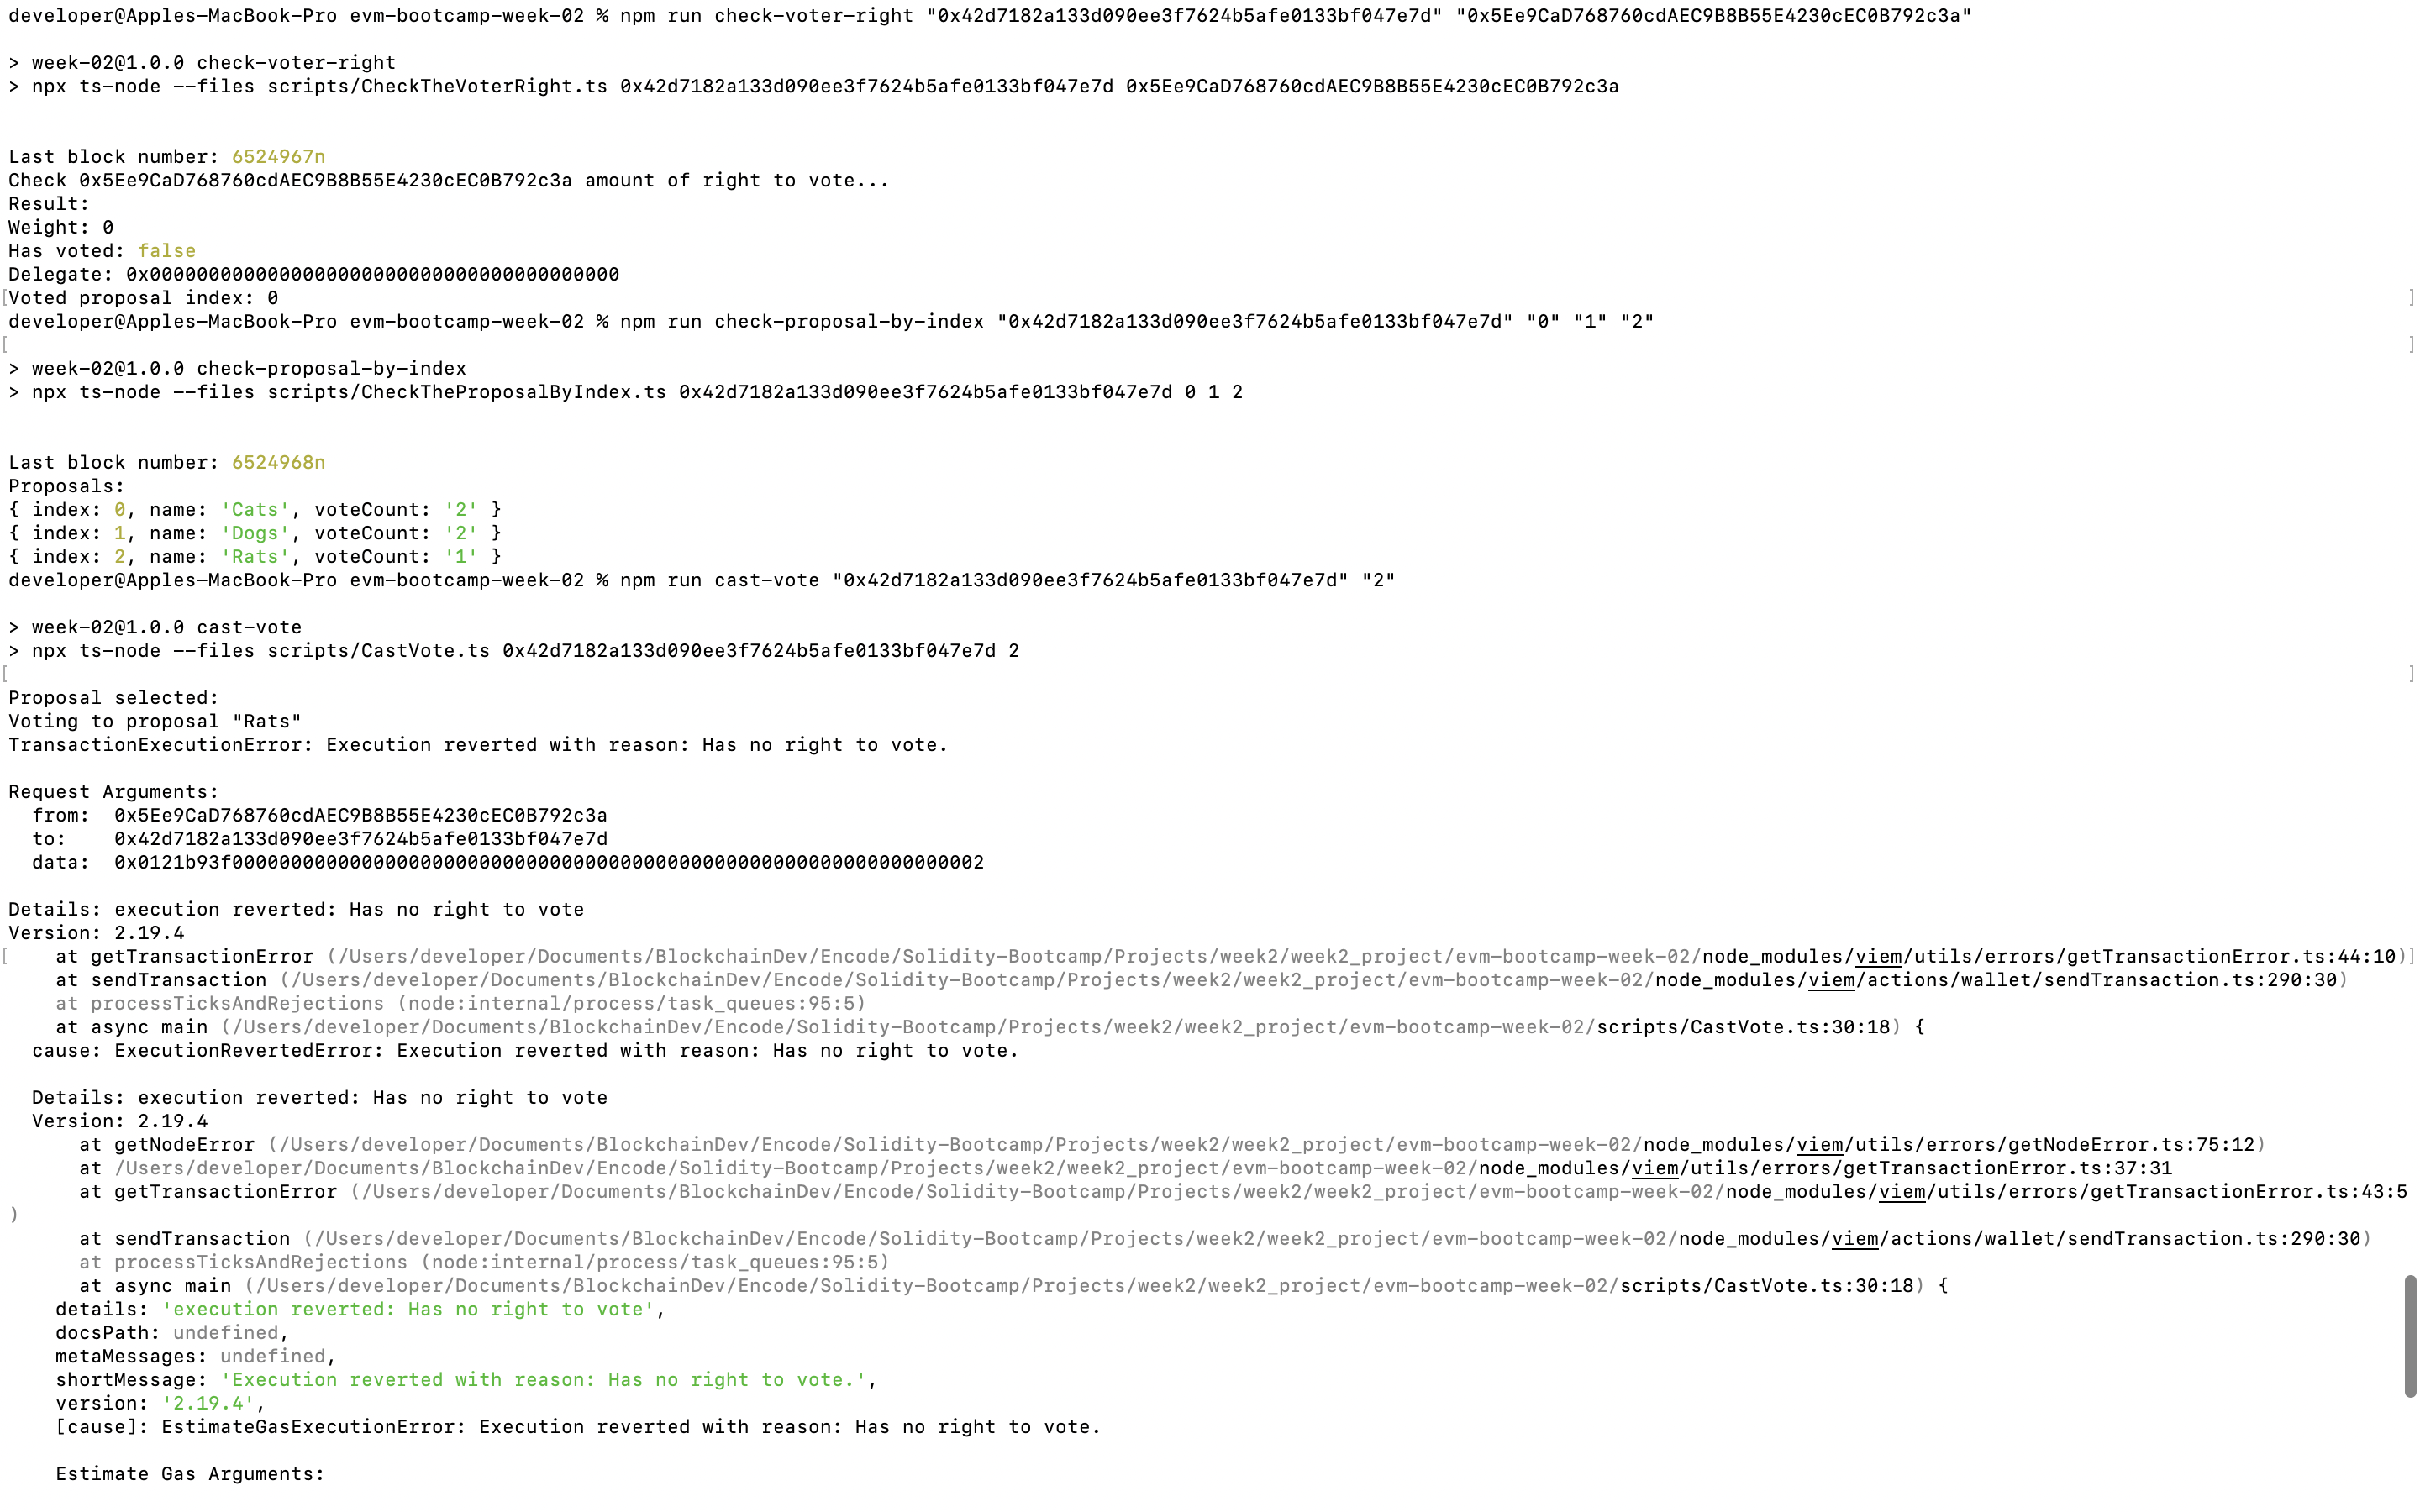 developer@Apples-MacBook-Pro evm-bootcamp-week-02 % npm run check-voter-right "0x42d7182a133d090ee3f7624b5afe0133bf047e7d" "0x5Ee9CaD768760cdAEC9B8B55E4230cEC0B792c3a"
> week-02@1.0.0 check-voter-right
> npx ts-node --files scripts/CheckTheVoterRight.ts 0x42d7182a133d090ee3f7624b5afe0133bf047e7d 0x5Ee9CaD768760cdAEC9B8B55E4230cEC0B792c3a
Last block number: 6524967n
Check 0x5Ee9CaD768760cdAEC9B8B55E4230cEC0B792c3a amount of right to vote...
Result:
Weight: 0
Has voted: false
Delegate: 0x0000000000000000000000000000000000000000
[Voted proposal index: 0 ]
developer@Apples-MacBook-Pro evm-bootcamp-week-02 % npm run check-proposal-by-index "0x42d7182a133d090ee3f7624b5afe0133bf047e7d" "0" "1" "2"
[ ]
> week-02@1.0.0 check-proposal-by-index
> npx ts-node --files scripts/CheckTheProposalByIndex.ts 0x42d7182a133d090ee3f7624b5afe0133bf047e7d 0 1 2
Last block number: 6524968n
Proposals:
{ index: 0, name: 'Cats', voteCount: '2' }
{ index: 1, name: 'Dogs', voteCount: '2' }
{ index: 2, name: 'Rats', voteCount: '1' }
developer@Apples-MacBook-Pro evm-bootcamp-week-02 % npm run cast-vote "0x42d7182a133d090ee3f7624b5afe0133bf047e7d" "2"
> week-02@1.0.0 cast-vote
> npx ts-node --files scripts/CastVote.ts 0x42d7182a133d090ee3f7624b5afe0133bf047e7d 2
[ ]
Proposal selected:
Voting to proposal "Rats"
TransactionExecutionError: Execution reverted with reason: Has no right to vote.
Request Arguments:
from: 0x5Ee9CaD768760cdAEC9B8B55E4230cEC0B792c3a
to: 0x42d7182a133d090ee3f7624b5afe0133bf047e7d
data: 0x0121b93f0000000000000000000000000000000000000000000000000000000000000002
Details: execution reverted: Has no right to vote
Version: 2.19.4
[ at getTransactionError (/Users/developer/Documents/BlockchainDev/Encode/Solidity-Bootcamp/Projects/week2/week2_project/evm-bootcamp-week-02/node_modules/viem/utils/errors/getTransactionError.ts:44:10)]
at sendTransaction (/Users/developer/Documents/BlockchainDev/Encode/Solidity-Bootcamp/Projects/week2/week2_project/evm-bootcamp-week-02/node_modules/viem/actions/wallet/sendTransaction.ts:290:30)
at processTicksAndRejections (node:internal/process/task_queues:95:5)
at async main (/Users/developer/Documents/BlockchainDev/Encode/Solidity-Bootcamp/Projects/week2/week2_project/evm-bootcamp-week-02/scripts/CastVote.ts:30:18) {
cause: ExecutionRevertedError: Execution reverted with reason: Has no right to vote.
Details: execution reverted: Has no right to vote
Version: 2.19.4
at getNodeError (/Users/developer/Documents/BlockchainDev/Encode/Solidity-Bootcamp/Projects/week2/week2_project/evm-bootcamp-week-02/node_modules/viem/utils/errors/getNodeError.ts:75:12)
at /Users/developer/Documents/BlockchainDev/Encode/Solidity-Bootcamp/Projects/week2/week2_project/evm-bootcamp-week-02/node_modules/viem/utils/errors/getTransactionError.ts:37:31
at getTransactionError (/Users/developer/Documents/BlockchainDev/Encode/Solidity-Bootcamp/Projects/week2/week2_project/evm-bootcamp-week-02/node_modules/viem/utils/errors/getTransactionError.ts:43:5
)
at sendTransaction (/Users/developer/Documents/BlockchainDev/Encode/Solidity-Bootcamp/Projects/week2/week2_project/evm-bootcamp-week-02/node_modules/viem/actions/wallet/sendTransaction.ts:290:30)
at processTicksAndRejections (node:internal/process/task_queues:95:5)
at async main (/Users/developer/Documents/BlockchainDev/Encode/Solidity-Bootcamp/Projects/week2/week2_project/evm-bootcamp-week-02/scripts/CastVote.ts:30:18) {
details: 'execution reverted: Has no right to vote',
docsPath: undefined,
metaMessages: undefined,
shortMessage: 'Execution reverted with reason: Has no right to vote.',
version: '2.19.4',
[cause]: EstimateGasExecutionError: Execution reverted with reason: Has no right to vote.
Estimate Gas Arguments: